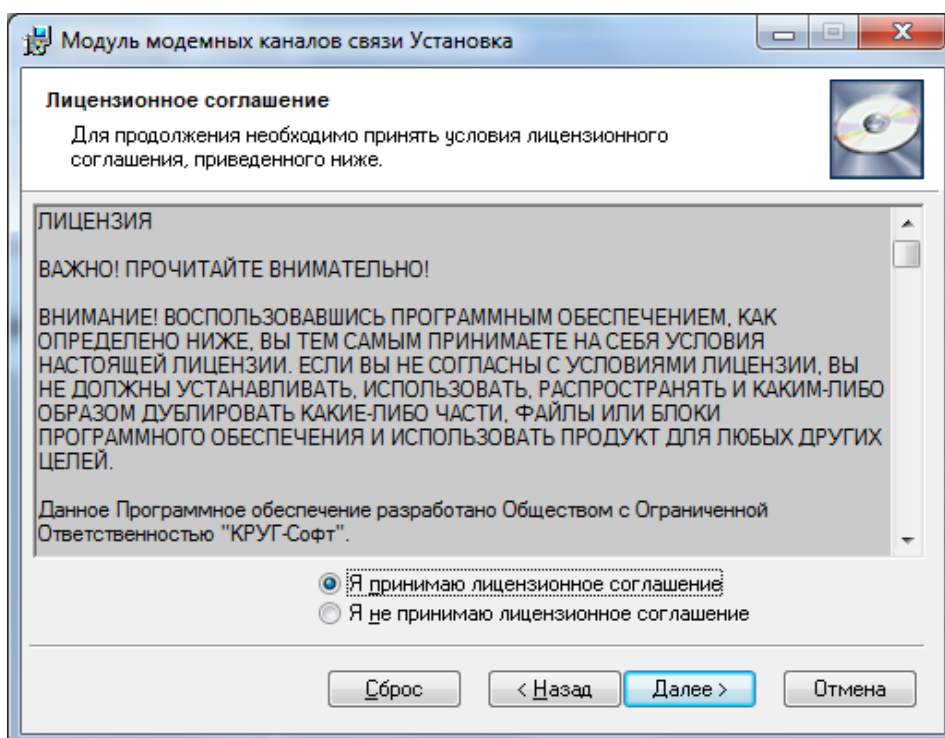 Модуль модемных каналов связи Установка
Лицензионное соглашение
Для продолжения необходимо принять условия лицензионного
соглашения, приведенного ниже.
ЛИЦЕНЗИЯ
ВАЖНО! ПРОЧИТАЙТЕ ВНИМАТЕЛЬНО!
ВНИМАНИЕ! ВОСПОЛЬЗОВАВШИСЬ ПРОГРАММНЫМ ОБЕСПЕЧЕНИЕМ, КАК
ОПРЕДЕЛЕНО НИЖЕ, ВЫ ТЕМ САМЫМ ПРИНИМАЕТЕ НА СЕБЯ УСЛОВИЯ
НАСТОЯЩЕЙ ЛИЦЕНЗИИ. ЕСЛИ ВЫ НЕ СОГЛАСНЫ С УСЛОВИЯМИ ЛИЦЕНЗИИ, ВЫ
НЕ ДОЛЖНЫ УСТАНАВЛИВАТЬ, ИСПОЛЬЗОВАТЬ, РАСПРОСТРАНЯТЬ И КАКИМ-ЛИБО
ОБРАЗОМ ДУБЛИРОВАТЬ КАКИЕ-ЛИБО ЧАСТИ, ФАЙЛЫ ИЛИ БЛОКИ
ПРОГРАММНОГО ОБЕСПЕЧЕНИЯ И ИСПОЛЬЗОВАТЬ ПРОДУКТ ДЛЯ ЛЮБЫХ ДРУГИХ
ЦЕЛЕЙ.
Данное Программное обеспечение разработано Обществом с Ограниченной
Ответственностью "КРУГ-Софт".
Я принимаю лицензионное соглашение
Я не принимаю лицензионное соглашение
Сброс < Назад Далее > Отмена